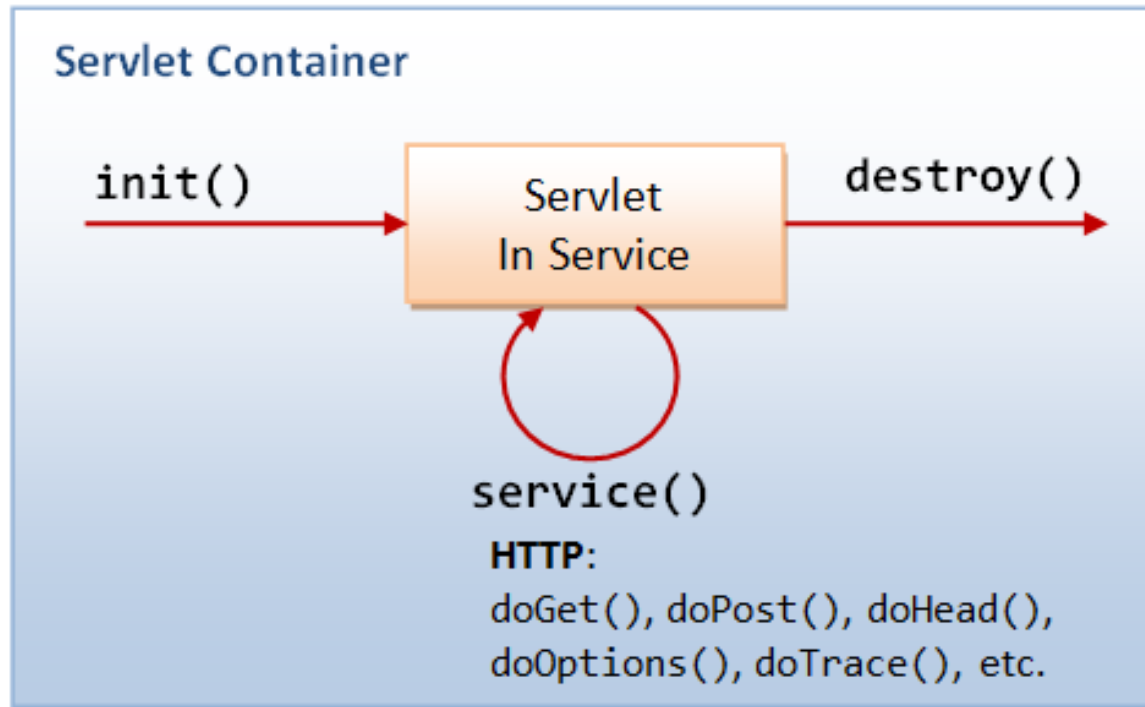 Servlet Container
init()
Servlet
In Service
destroy()
service()
HTTP:
doGet(), doPost(), doHead(),
doOptions(), doTrace(), etc.